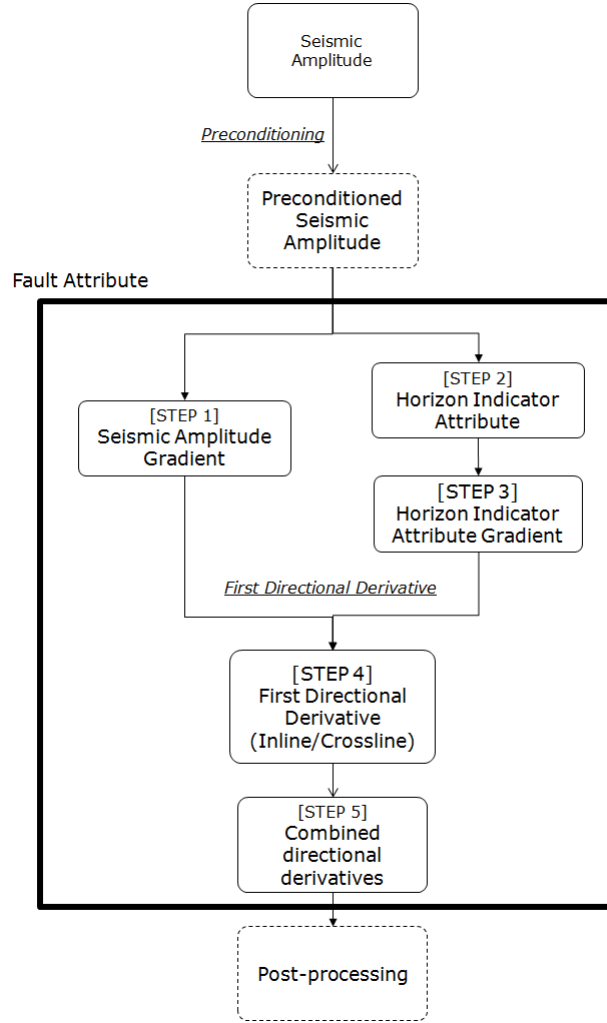 Seismic
Amplitude
Preconditioning
Preconditioned
Seismic
Amplitude
Fault Attribute
[STEP 1]
Seismic Amplitude
Gradient
[STEP 2]
Horizon Indicator
Attribute
[STEP 3]
Horizon Indicator
Attribute Gradient
First Directional Derivative
[STEP 4]
First Directional
Derivative
(Inline/Crossline)
[STEP 5]
Combined
directional
derivatives
Post-processing